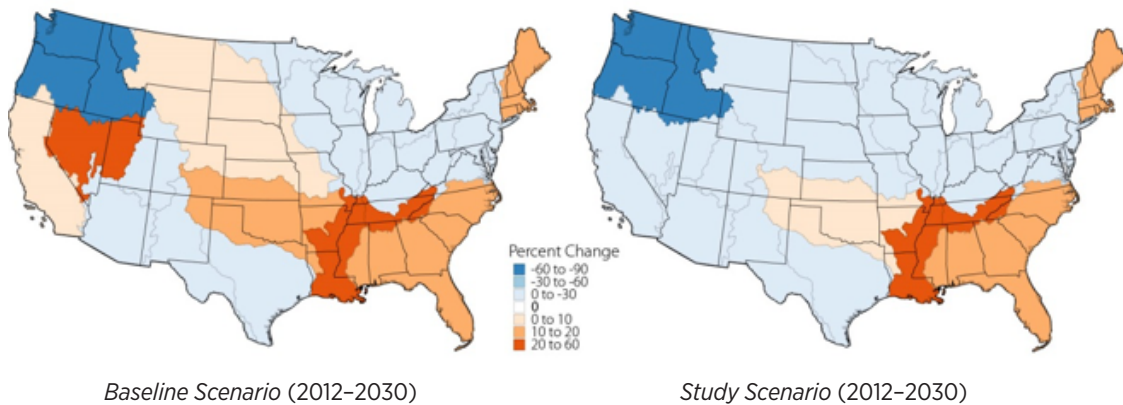 Percent Change
-60 to -90
-30 to -60
0 to -30
0
0 to 10
10 to 20
20 to 60
Baseline Scenario (2012–2030)
Study Scenario (2012–2030)